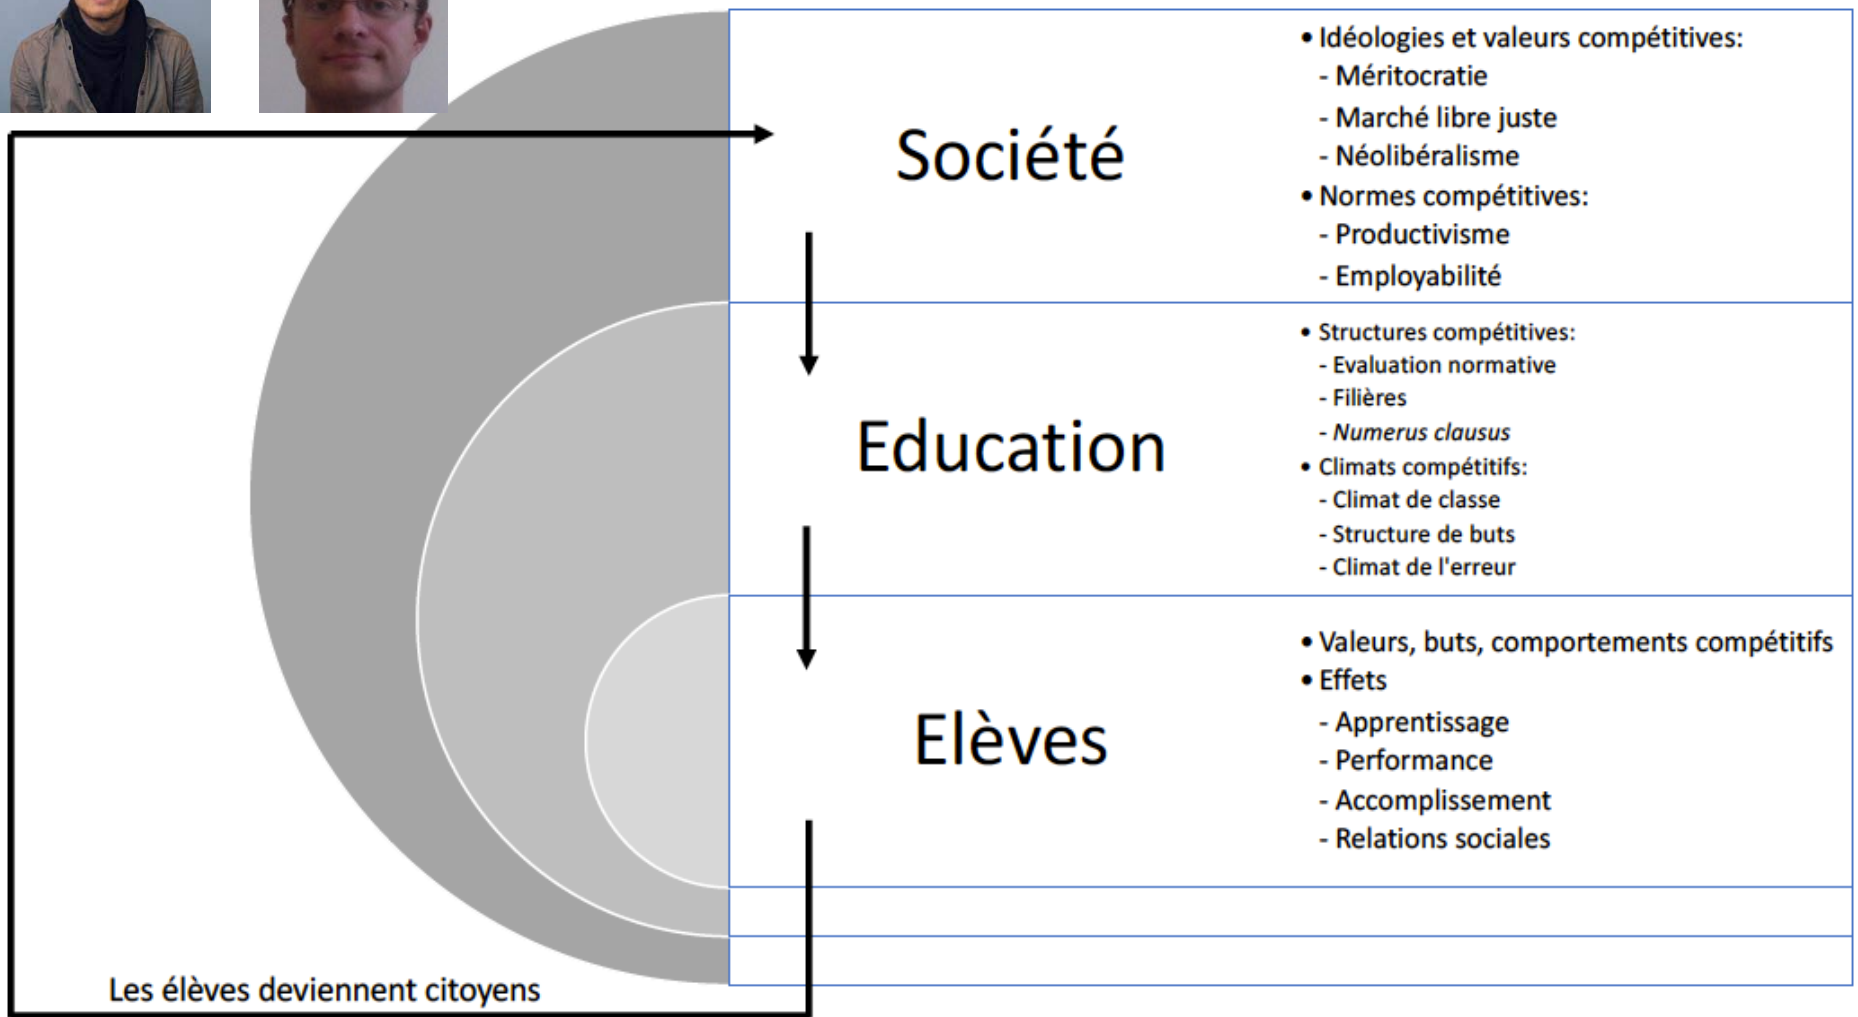 Société
• Idéologies et valeurs compétitives:
- Méritocratie
- Marché libre juste
- Néolibéralisme
• Normes compétitives:
- Productivisme
- Employabilité
Education
• Structures compétitives:
- Evaluation normative
- Filières
- Numerus clausus
• Climats compétitifs:
- Climat de classe
- Structure de buts
- Climat de l'erreur
Elèves
• Valeurs, buts, comportements compétitifs
• Effets
- Apprentissage
- Performance
- Accomplissement
- Relations sociales
Les élèves deviennent citoyens